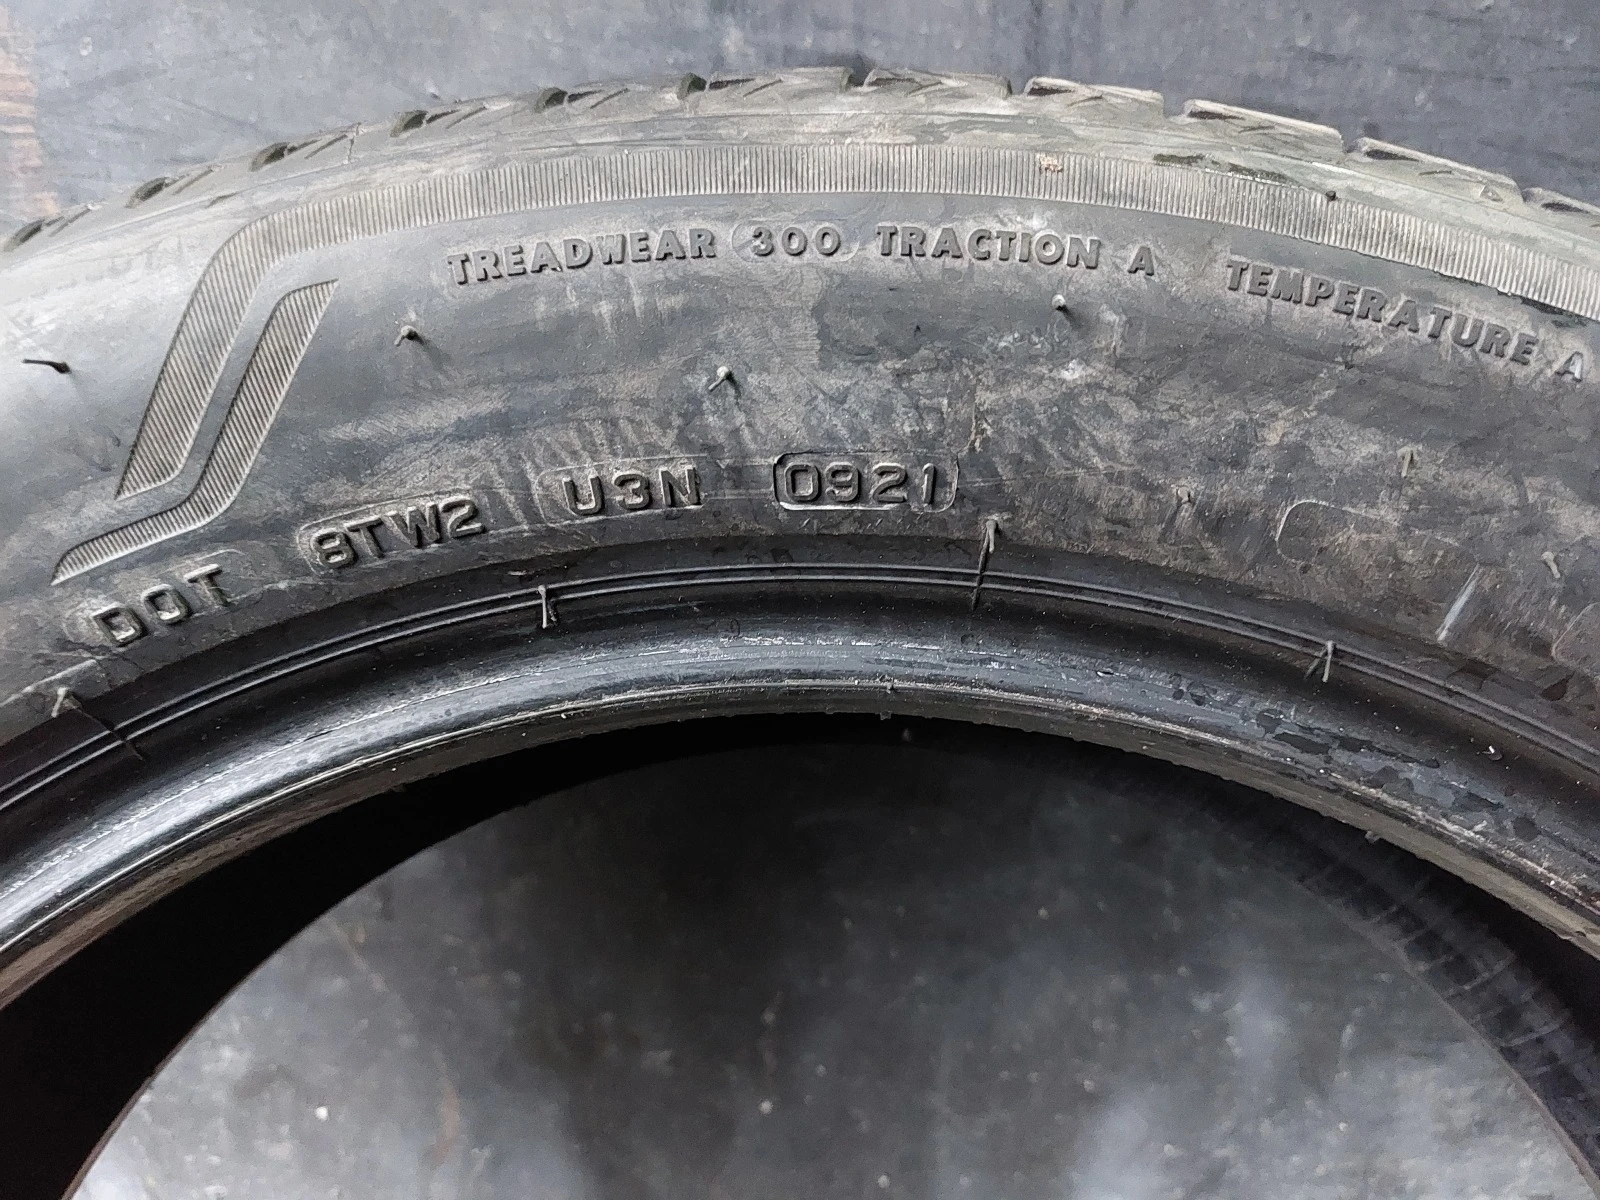 TREADWEAR 300 TRACTION A TEMPERATURE A
DOT 8TW2 U3N 0921